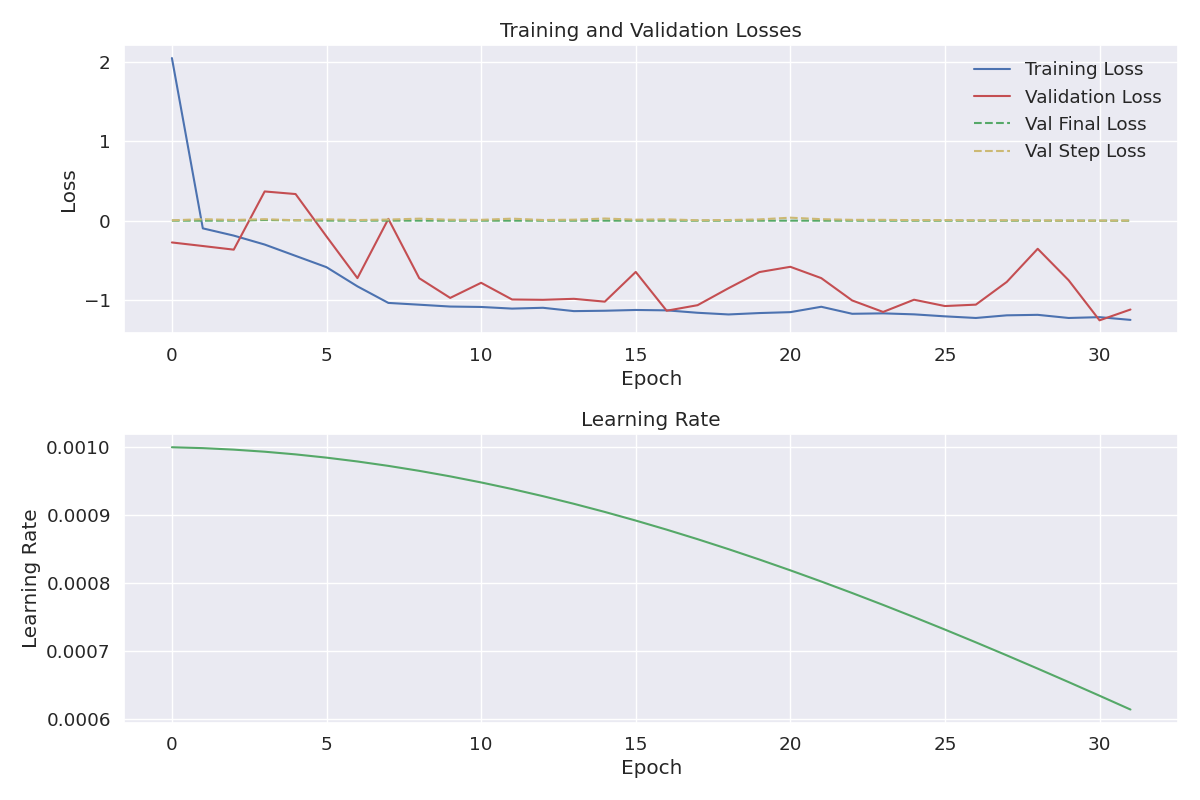 Training and Validation Losses
Loss
2
1
0
−1
Training Loss
Validation Loss
Val Final Loss
Val Step Loss
0 5 10 15 20 25 30
Epoch
Learning Rate
Learning Rate
0.0010
0.0009
0.0008
0.0007
0.0006
0 5 10 15 20 25 30
Epoch